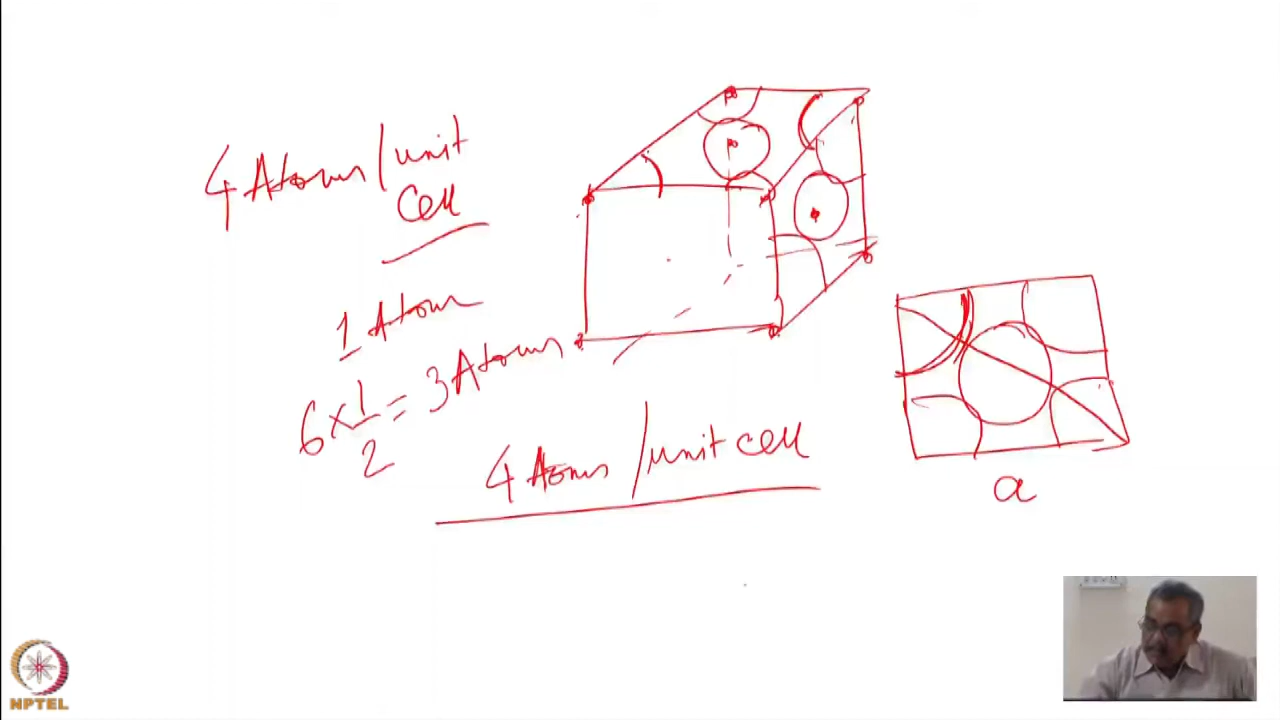 4 Atoms / unit
Cell
1 Atom
6 × 1/2 = 3 Atoms
4 Atoms / unit cell
a
NPTEL